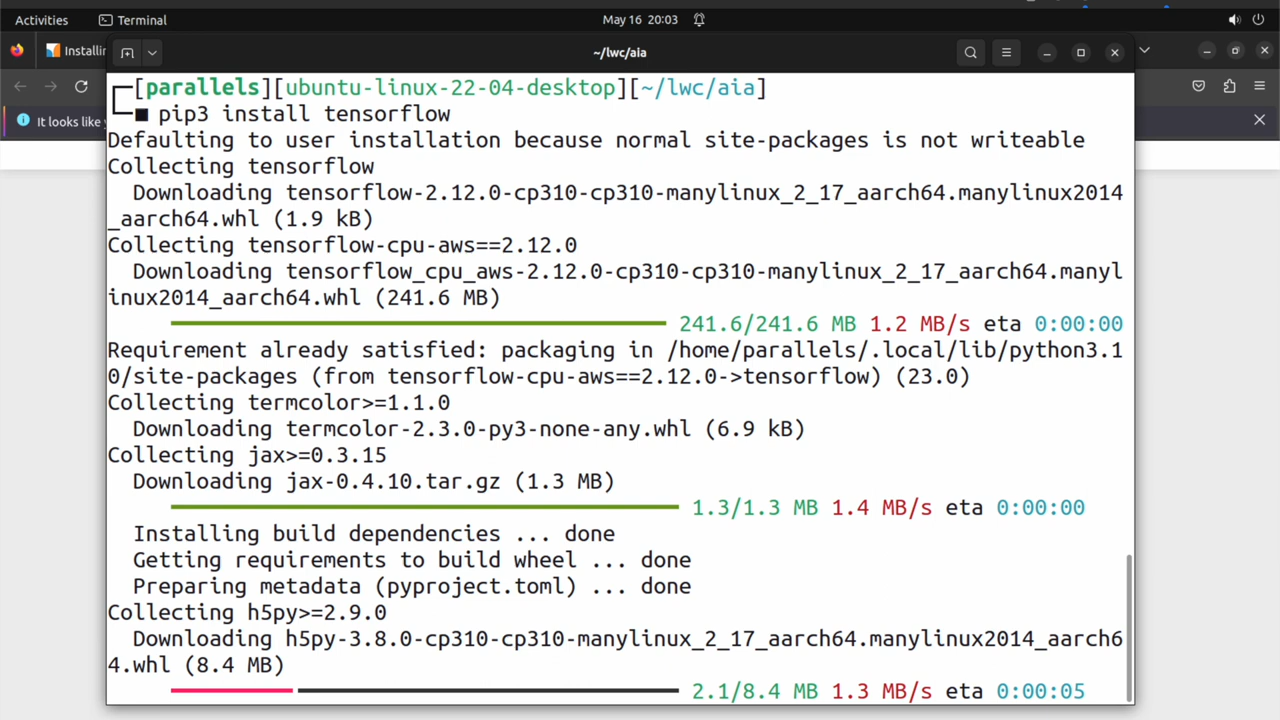 Activities
Terminal
May 16 20:03
Installin
~/lwc/aia
It looks like
[parallels][ubuntu-linux-22-04-desktop][~/lwc/aia]
pip3 install tensorflow
Defaulting to user installation because normal site-packages is not writeable
Collecting tensorflow
Downloading tensorflow-2.12.0-cp310-cp310-manylinux_2_17_aarch64.manylinux2014
_aarch64.whl (1.9 kB)
Collecting tensorflow-cpu-aws==2.12.0
Downloading tensorflow_cpu_aws-2.12.0-cp310-cp310-manylinux_2_17_aarch64.manyl
inux2014_aarch64.whl (241.6 MB)
241.6/241.6 MB 1.2 MB/s eta 0:00:00
Requirement already satisfied: packaging in /home/parallels/.local/lib/python3.1
0/site-packages (from tensorflow-cpu-aws==2.12.0->tensorflow) (23.0)
Collecting termcolor>=1.1.0
Downloading termcolor-2.3.0-py3-none-any.whl (6.9 kB)
Collecting jax>=0.3.15
Downloading jax-0.4.10.tar.gz (1.3 MB)
1.3/1.3 MB 1.4 MB/s eta 0:00:00
Installing build dependencies ... done
Getting requirements to build wheel ... done
Preparing metadata (pyproject.toml) ... done
Collecting h5py>=2.9.0
Downloading h5py-3.8.0-cp310-cp310-manylinux_2_17_aarch64.manylinux2014_aarch6
4.whl (8.4 MB)
2.1/8.4 MB 1.3 MB/s eta 0:00:05